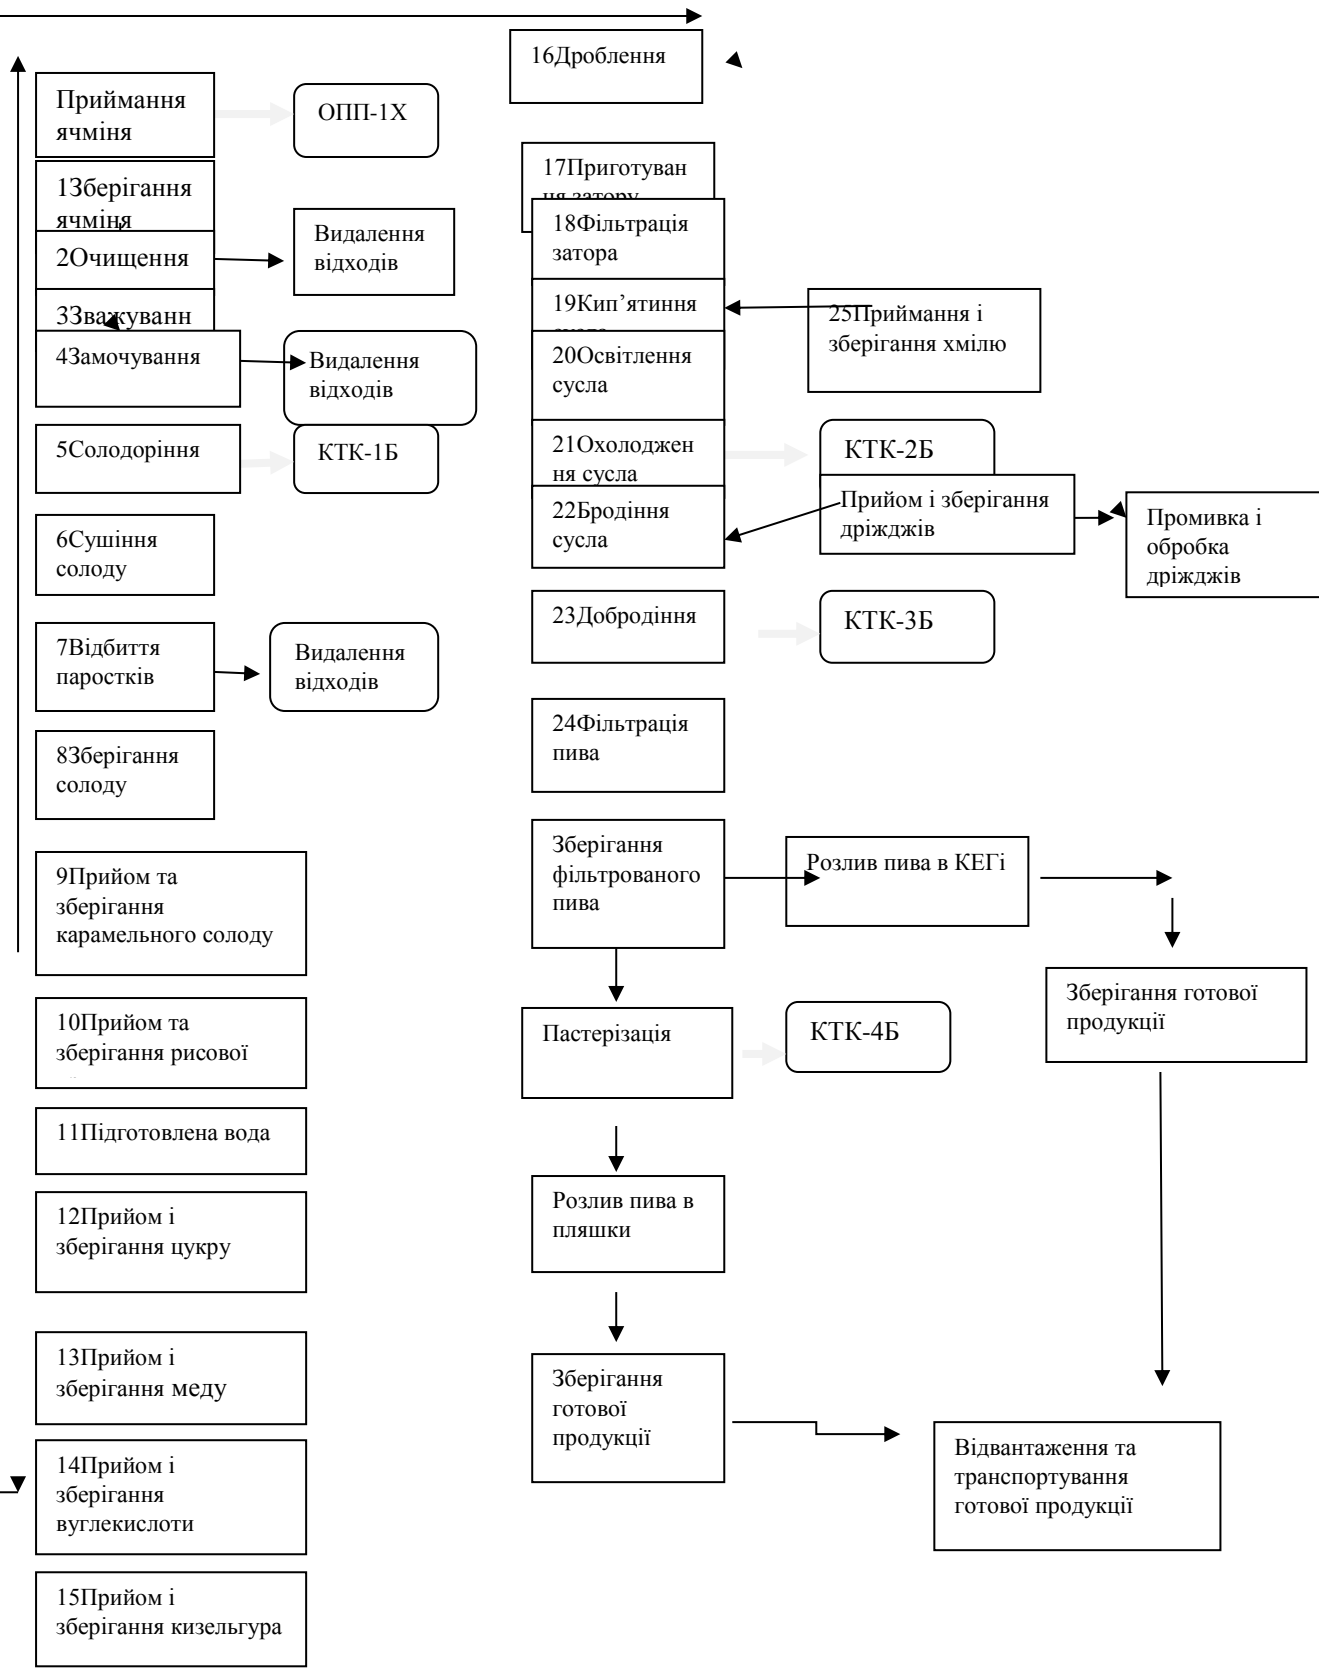 Приймання
ячміня
ОПП-1Х
1Зберігання
ячміня
2Очищення
Видалення
відходів
3Зважуванн
4Замочування
Видалення
відходів
5Солодоріння
КТК-1Б
6Сушіння
солоду
7Відбиття
паростків
Видалення
відходів
8Зберігання
солоду
9Прийом та
зберігання
карамельного солоду
10Прийом та
зберігання рисової
11Підготовлена вода
12Прийом і
зберігання цукру
13Прийом і
зберігання меду
14Прийом і
зберігання
вуглекислоти
15Прийом і
зберігання кизельгура
16Дроблення
17Приготуван
ня затору
18Фільтрація
затора
19Кип’ятиння
25Приймання і
зберігання хмілю
20Освітлення
сусла
21Охолоджен
ня сусла
КТК-2Б
22Бродіння
сусла
Прийом і зберігання
дріжджів
Промивка і
обробка
дріжджів
23Добродіння
КТК-3Б
24Фільтрація
пива
Зберігання
фільтрованого
пива
Розлив пива в КЕГі
Зберігання готової
продукції
Пастерізація
КТК-4Б
Розлив пива в
пляшки
Зберігання
готової
продукції
Відвантаження та
транспортування
готової продукції